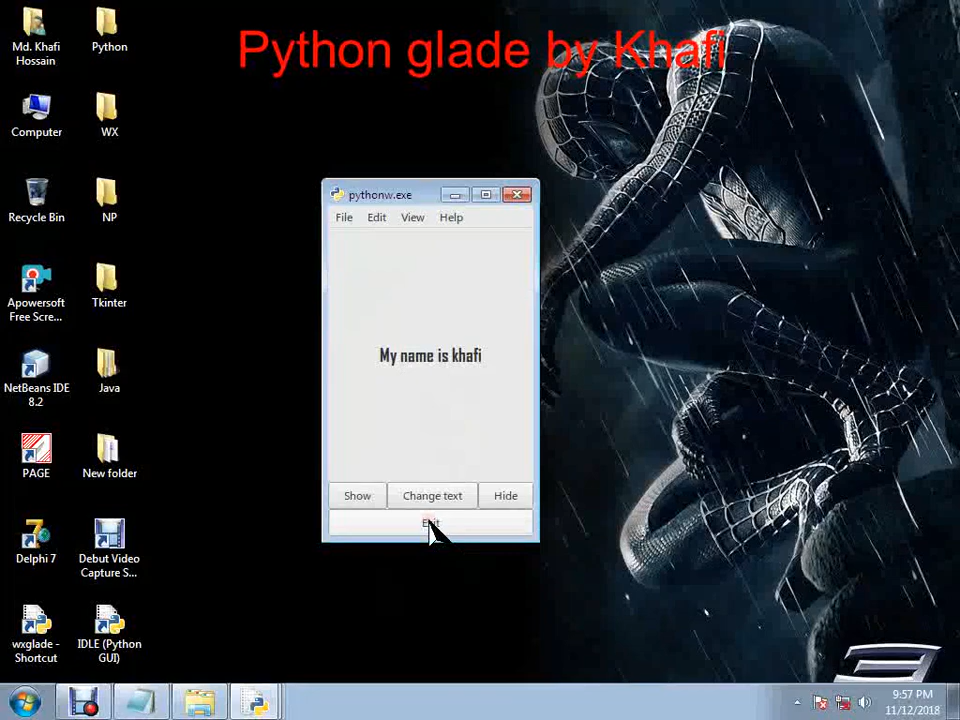 Python glade by Khafi
Md. Khafi
Hossain
Python
Computer
WX
Recycle Bin
NP
Apowersoft
Free Scre...
Tkinter
NetBeans IDE
8.2
Java
PAGE
New folder
Delphi 7
Debut Video
Capture S...
wxglade -
Shortcut
IDLE (Python
GUI)
pythonw.exe
File Edit View Help
My name is khafi
Show Change text Hide
Exit
9:57 PM
11/12/2018